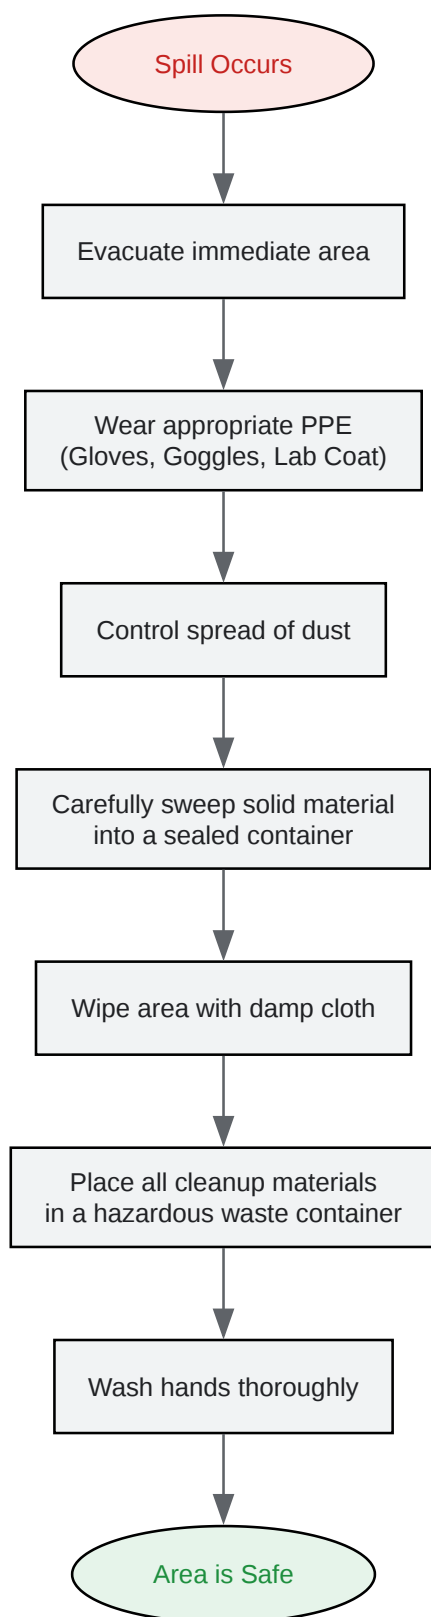 Spill Occurs
Evacuate immediate area
Wear appropriate PPE
(Gloves, Goggles, Lab Coat)
Control spread of dust
Carefully sweep solid material
into a sealed container
Wipe area with damp cloth
Place all cleanup materials
in a hazardous waste container
Wash hands thoroughly
Area is Safe